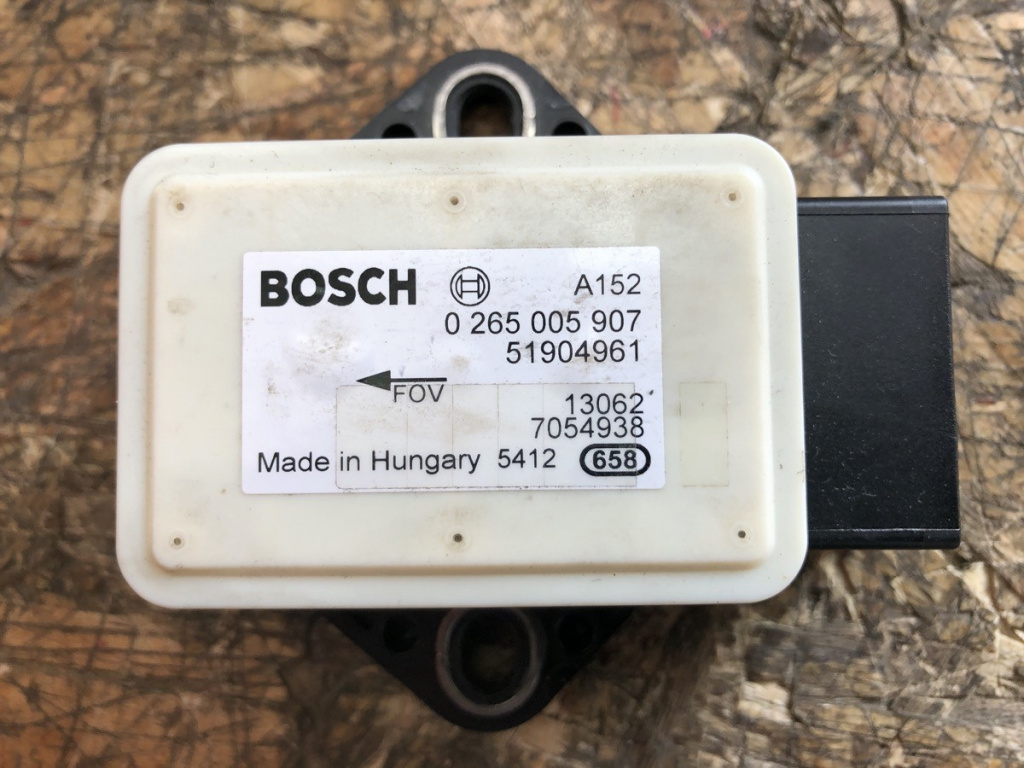 BOSCH A152
0 265 005 907
51904961
FOV
13062
7054938
Made in Hungary 5412 658